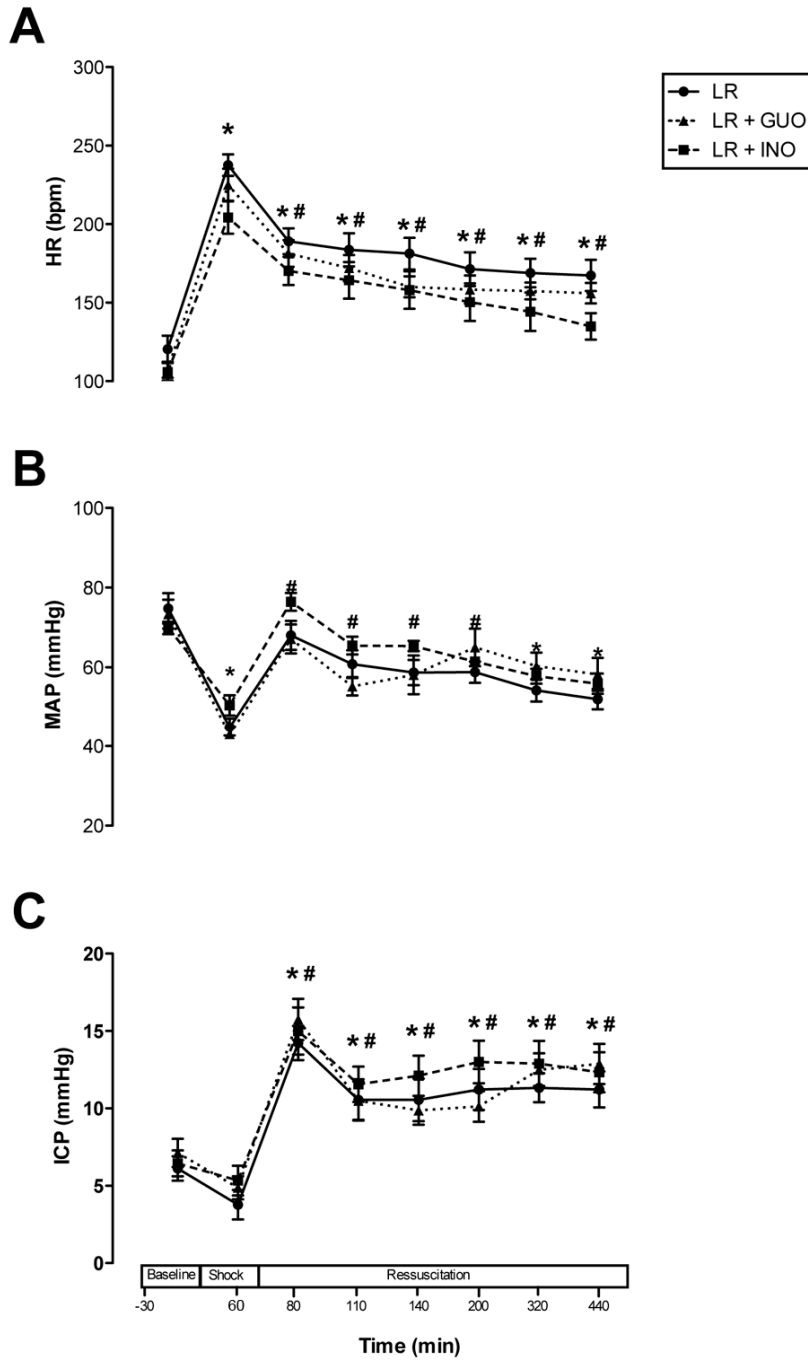 A
300
250
200
150
100
HR (bpm)
*
* #
* #
* #
* #
* #
* #
LR
LR + GUO
LR + INO
B
100
80
60
40
20
MAP (mmHg)
*
#
#
#
#
*
*
C
20
15
10
5
0
ICP (mmHg)
* #
* #
* #
* #
* #
* #
Baseline Shock Ressuscitation
-30 60 80 110 140 200 320 440
Time (min)